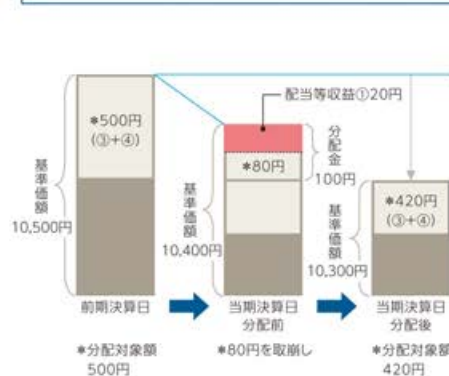 配当等収益①20円
*500円
(③+④)
分配金
100円
*80円
*420円
(③+④)
基準価額
10,500円
基準価額
10,400円
基準価額
10,300円
前期決算日
当期決算日
分配前
当期決算日
分配後
*分配対象額
500円
*80円を取崩し
*分配対象額
420円